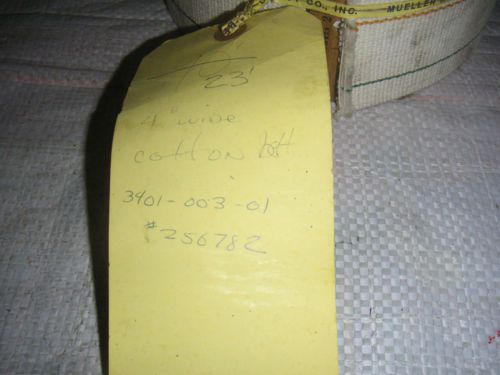 CO., INC. MUELLER
23'
4" wide
cotton belt
3401-003-01
#256782